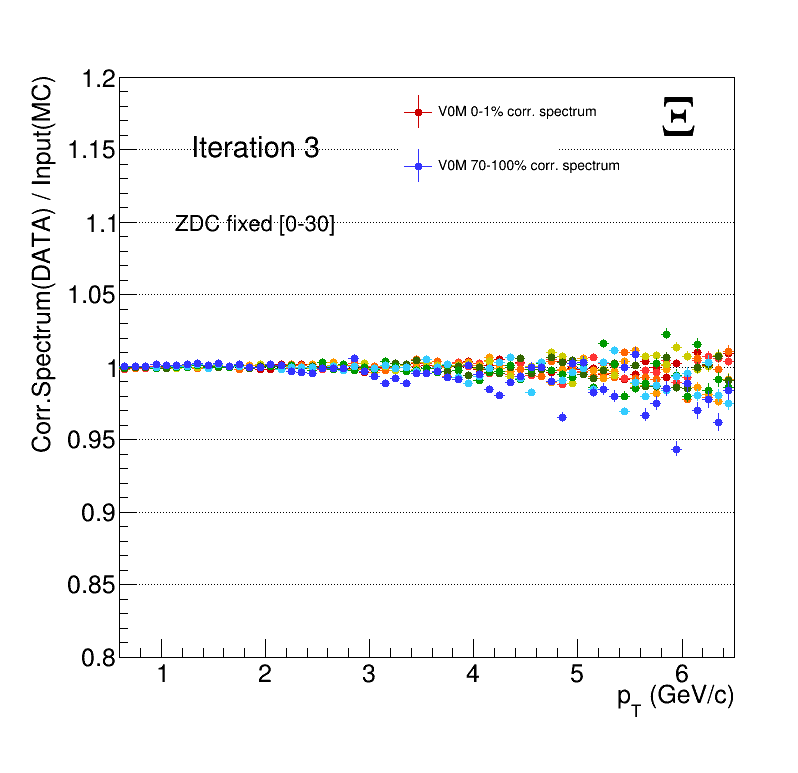 Corr.Spectrum(DATA) / Input(MC)
1.2
1.15
1.1
1.05
1
0.95
0.9
0.85
0.8
V0M 0-1% corr. spectrum
V0M 70-100% corr. spectrum
Ξ
Iteration 3
ZDC fixed [0-30]
1 2 3 4 5 6
p_T (GeV/c)